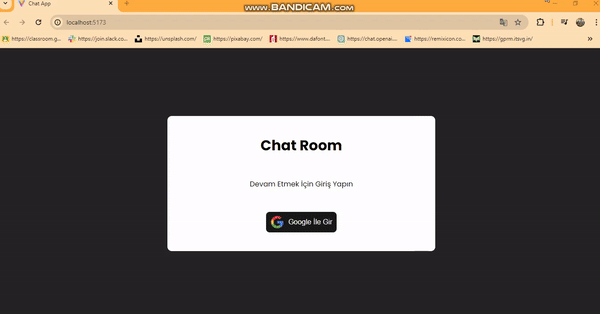 Chat App
www.BANDICAM.com
localhost:5173
https://classroom.g...
https://join.slack.co...
https://unsplash.com/
https://pixabay.com/
https://www.dafont...
https://chat.openai...
https://remixicon.co...
https://gprm.itsvg.in/
Chat Room
Devam Etmek İçin Giriş Yapın
Google İle Gir